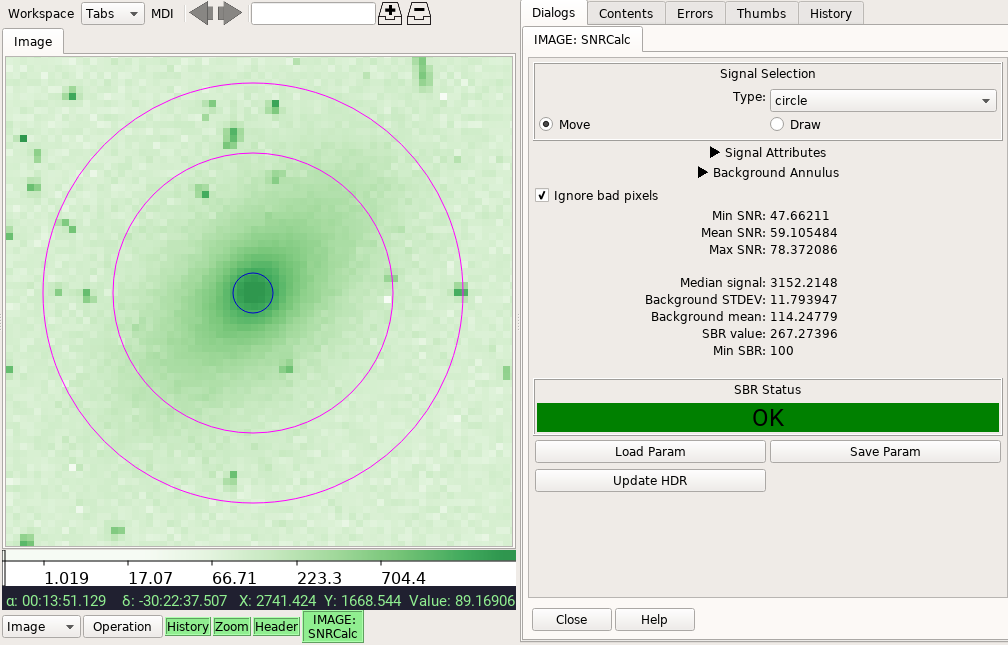 Workspace Tabs MDI
Image
1.019 17.07 66.71 223.3 704.4
α: 00:13:51.129 δ: -30:22:37.507 X: 2741.424 Y: 1668.544 Value: 89.16906
Image Operation History Zoom Header IMAGE: SNRCalc
Dialogs Contents Errors Thumbs History
IMAGE: SNRCalc
Signal Selection
Type: circle
Move Draw
Signal Attributes
Background Annulus
Ignore bad pixels
Min SNR: 47.66211
Mean SNR: 59.105484
Max SNR: 78.372086
Median signal: 3152.2148
Background STDEV: 11.793947
Background mean: 114.24779
SBR value: 267.27396
Min SBR: 100
SBR Status
OK
Load Param Save Param
Update HDR
Close Help